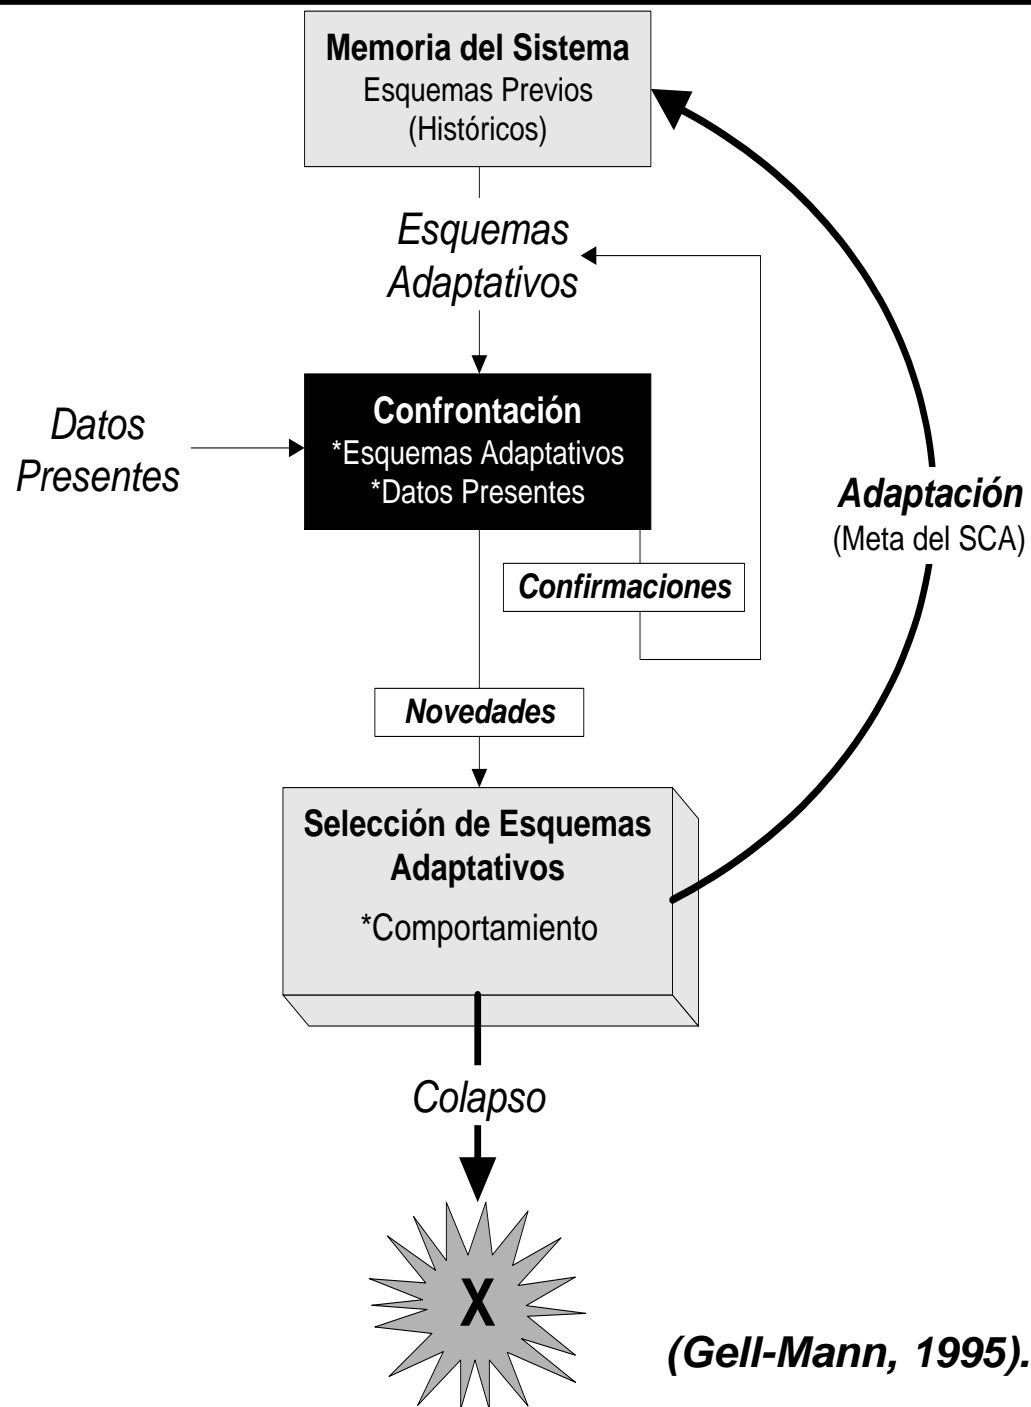 Memoria del Sistema
Esquemas Previos
(Históricos)
Esquemas
Adaptativos
Datos
Presentes
Confrontación
*Esquemas Adaptativos
*Datos Presentes
Adaptación
(Meta del SCA)
Confirmaciones
Novedades
Selección de Esquemas
Adaptativos
*Comportamiento
Colapso
X
(Gell-Mann, 1995).